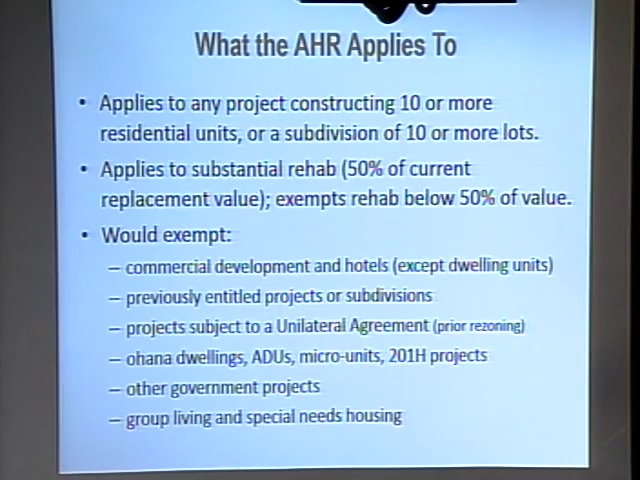 What the AHR Applies To
• Applies to any project constructing 10 or more
residential units, or a subdivision of 10 or more lots.
• Applies to substantial rehab (50% of current
replacement value); exempts rehab below 50% of value.
• Would exempt:
– commercial development and hotels (except dwelling units)
– previously entitled projects or subdivisions
– projects subject to a Unilateral Agreement (prior rezoning)
– ohana dwellings, ADUs, micro-units, 201H projects
– other government projects
– group living and special needs housing